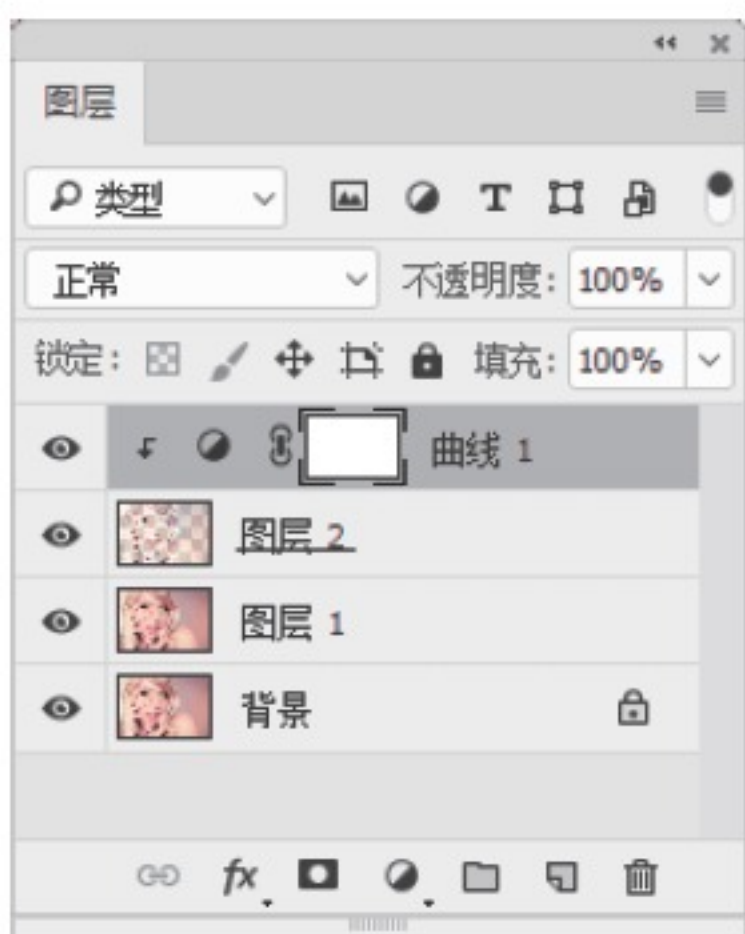 图层
类型
正常 不透明度: 100%
锁定: 填充: 100%
曲线 1
图层 2
图层 1
背景
fx